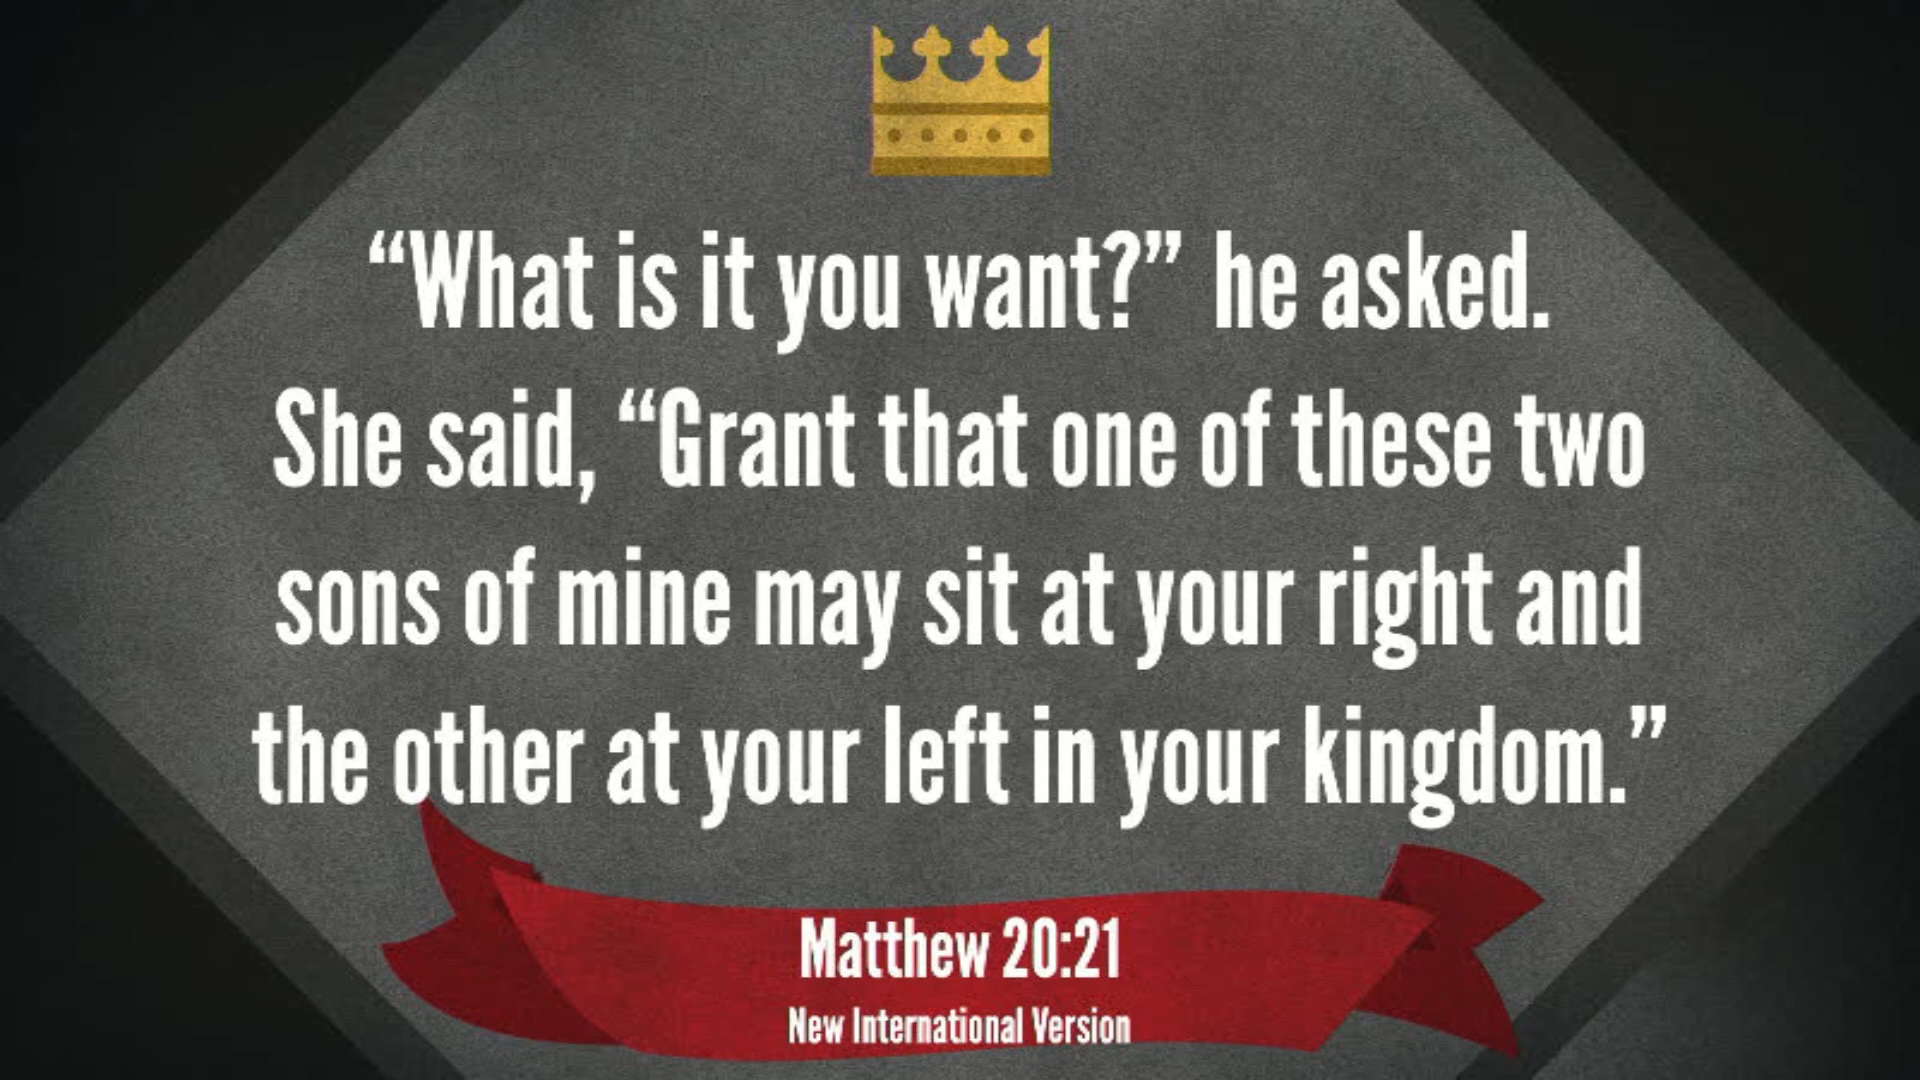 “What is it you want?” he asked.
She said, “Grant that one of these two
sons of mine may sit at your right and
the other at your left in your kingdom.”
Matthew 20:21
New International Version